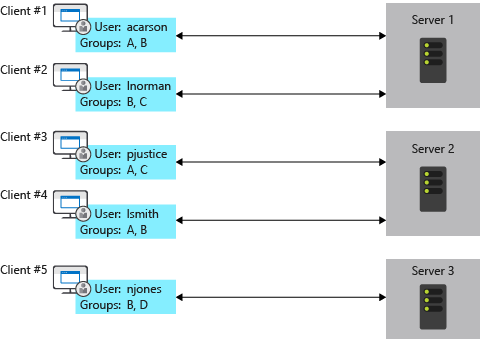 Client #1
User: acarson
Groups: A, B
Server 1
Client #2
User: lnorman
Groups: B, C
Client #3
User: pjustice
Groups: A, C
Server 2
Client #4
User: lsmith
Groups: A, B
Client #5
User: njones
Groups: B, D
Server 3